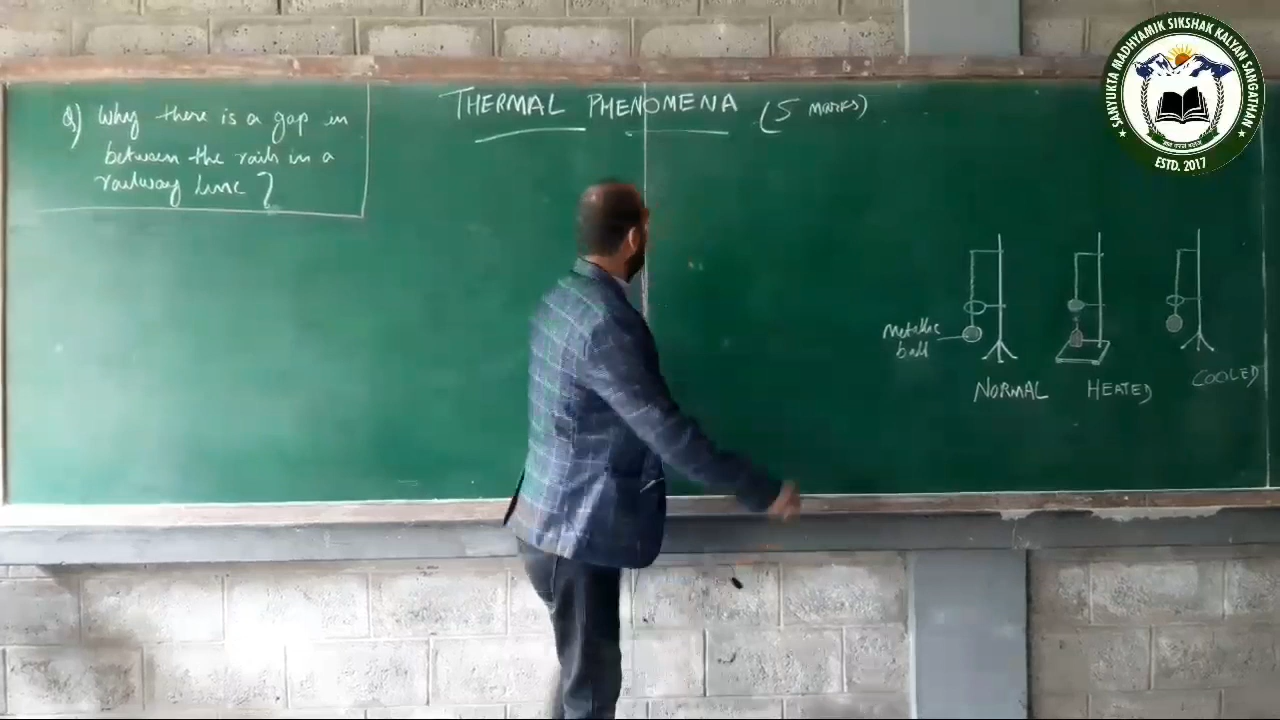 THERMAL PHENOMENA (5 MARKS)
Q) Why there is a gap in
between the rails in a
railway line?
Metallic
ball
NORMAL
HEATED
COOLED
SANYUKTA MADHYAMIK SIKSHAK KALYAN SANGATHAN
ESTD. 2017